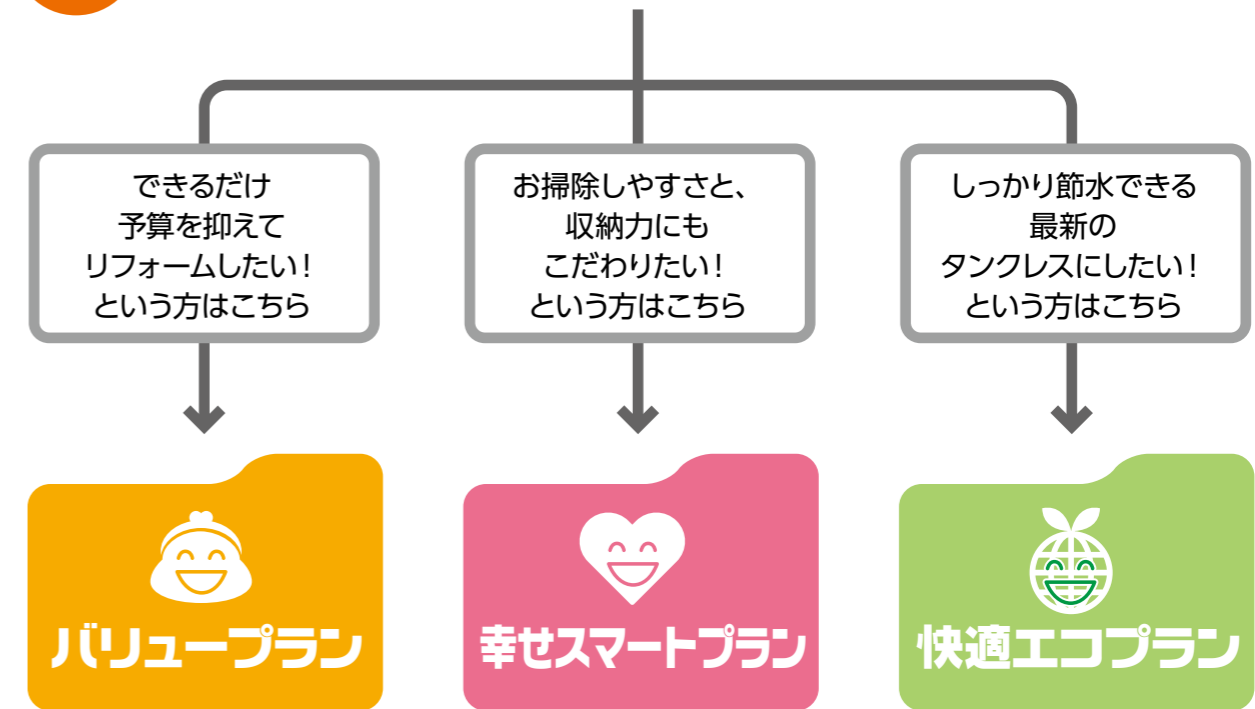 できるだけ
予算を抑えて
リフォームしたい！
という方はこちら
お掃除しやすさと、
収納力にも
こだわりたい！
という方はこちら
しっかり節水できる
最新の
タンクレスにしたい！
という方はこちら
バリュープラン
幸せスマートプラン
快適エコプラン